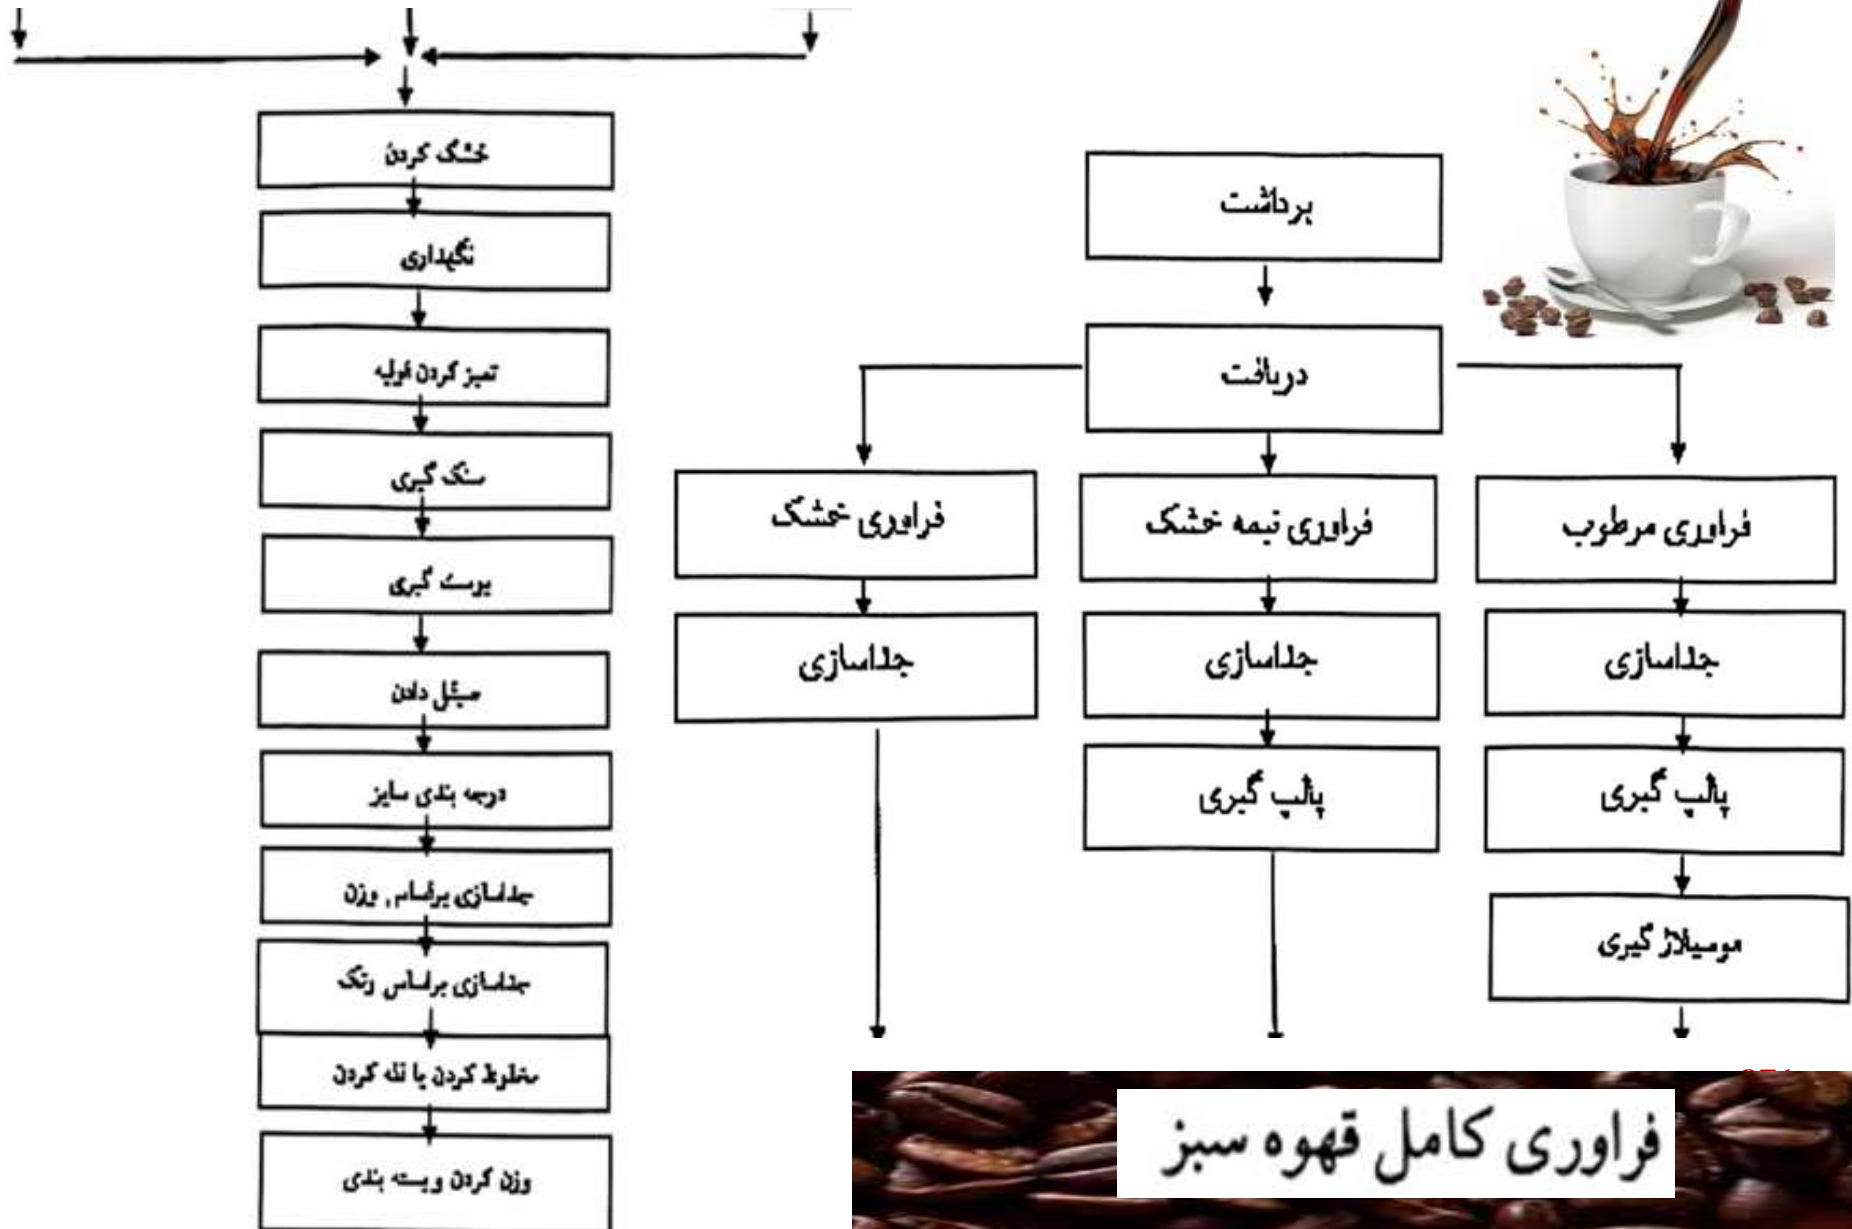 برداشت
دریافت
فراوری مرطوب
فراوری نیمه خشک
فراوری خشک
جداسازی
جداسازی
جداسازی
پالپ گیری
پالپ گیری
موسیلاژ گیری
خشک کردن
نگهداری
تمیز کردن اولیه
سنگ گیری
پوست گیری
صیقل دادن
درجه بندی سایز
جداسازی براساس وزن
جداسازی براساس رنگ
مخلوط کردن یا فله کردن
وزن کردن و بسته بندی
فراوری کامل قهوه سبز